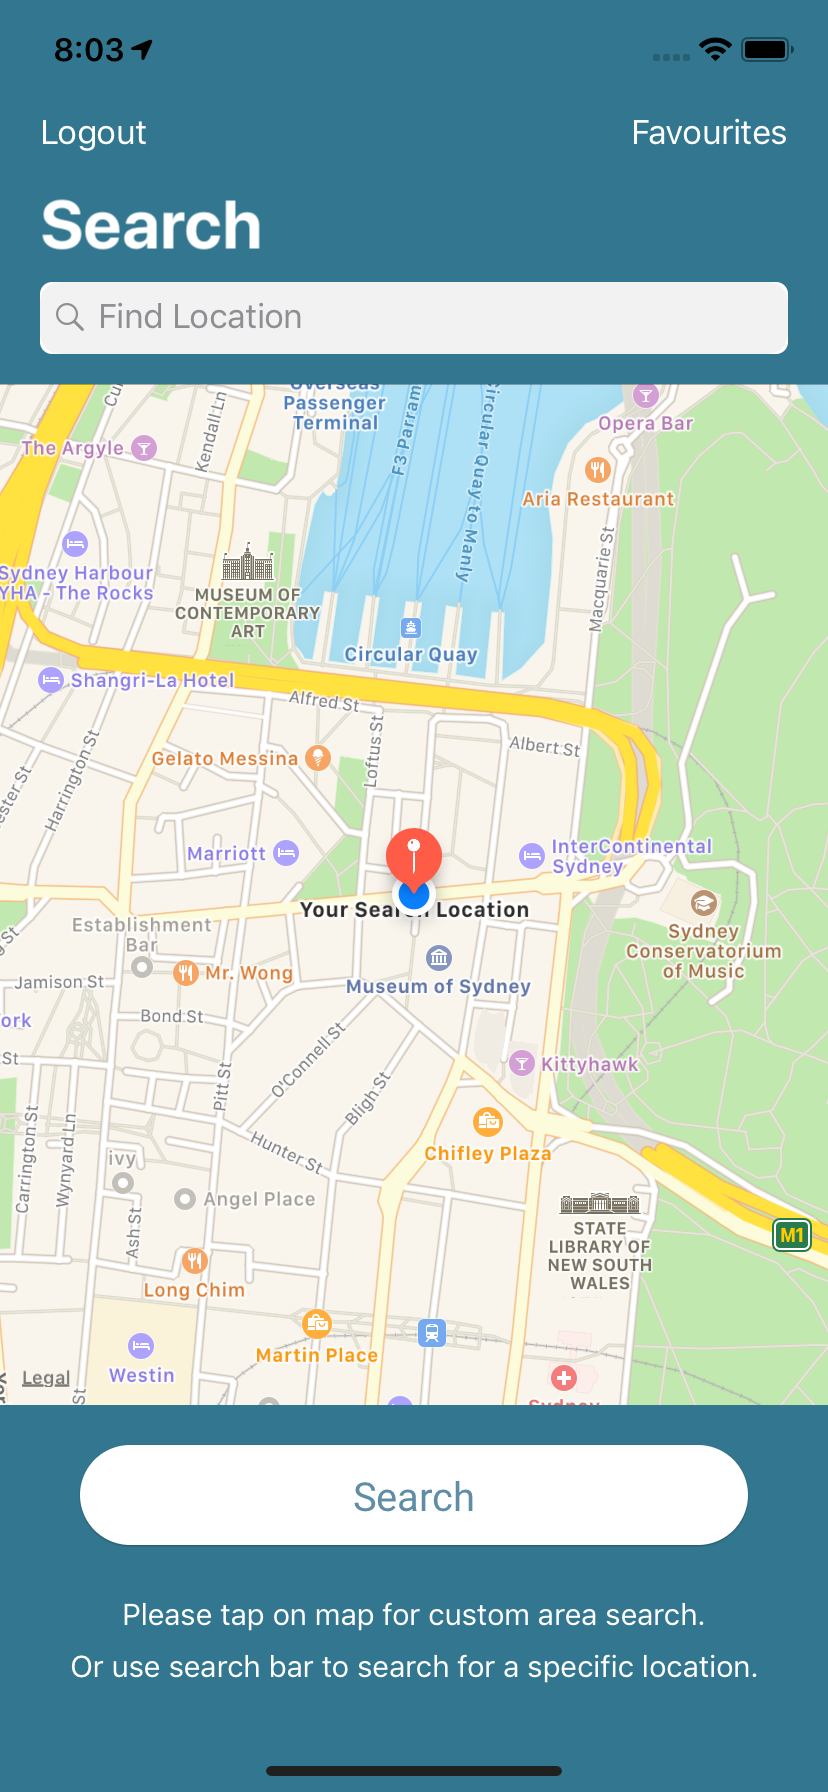 8:03
Logout
Favourites
Search
Find Location
Overseas
Passenger
Terminal
F3 Parram
Circular Quay to Manly
Opera Bar
The Argyle
Kendall Ln
Aria Restaurant
Sydney Harbour
YHA - The Rocks
MUSEUM OF
CONTEMPORARY
ART
Macquarie St
Circular Quay
Shangri-La Hotel
Alfred St
Loftus St
Albert St
Harrington St
Gelato Messina
Marriott
InterContinental
Sydney
Your Search Location
Establishment
Bar
Sydney
Conservatorium
of Music
Mr. Wong
Museum of Sydney
Jamison St
Bond St
O'Connell St
Kittyhawk
Pitt St
Bligh St
Hunter St
Chifley Plaza
Carrington St
Wynyard Ln
ivy
Angel Place
Ash St
STATE
LIBRARY OF
NEW SOUTH
WALES
M1
Long Chim
Martin Place
Westin
Legal
Sydney
Search
Please tap on map for custom area search.
Or use search bar to search for a specific location.